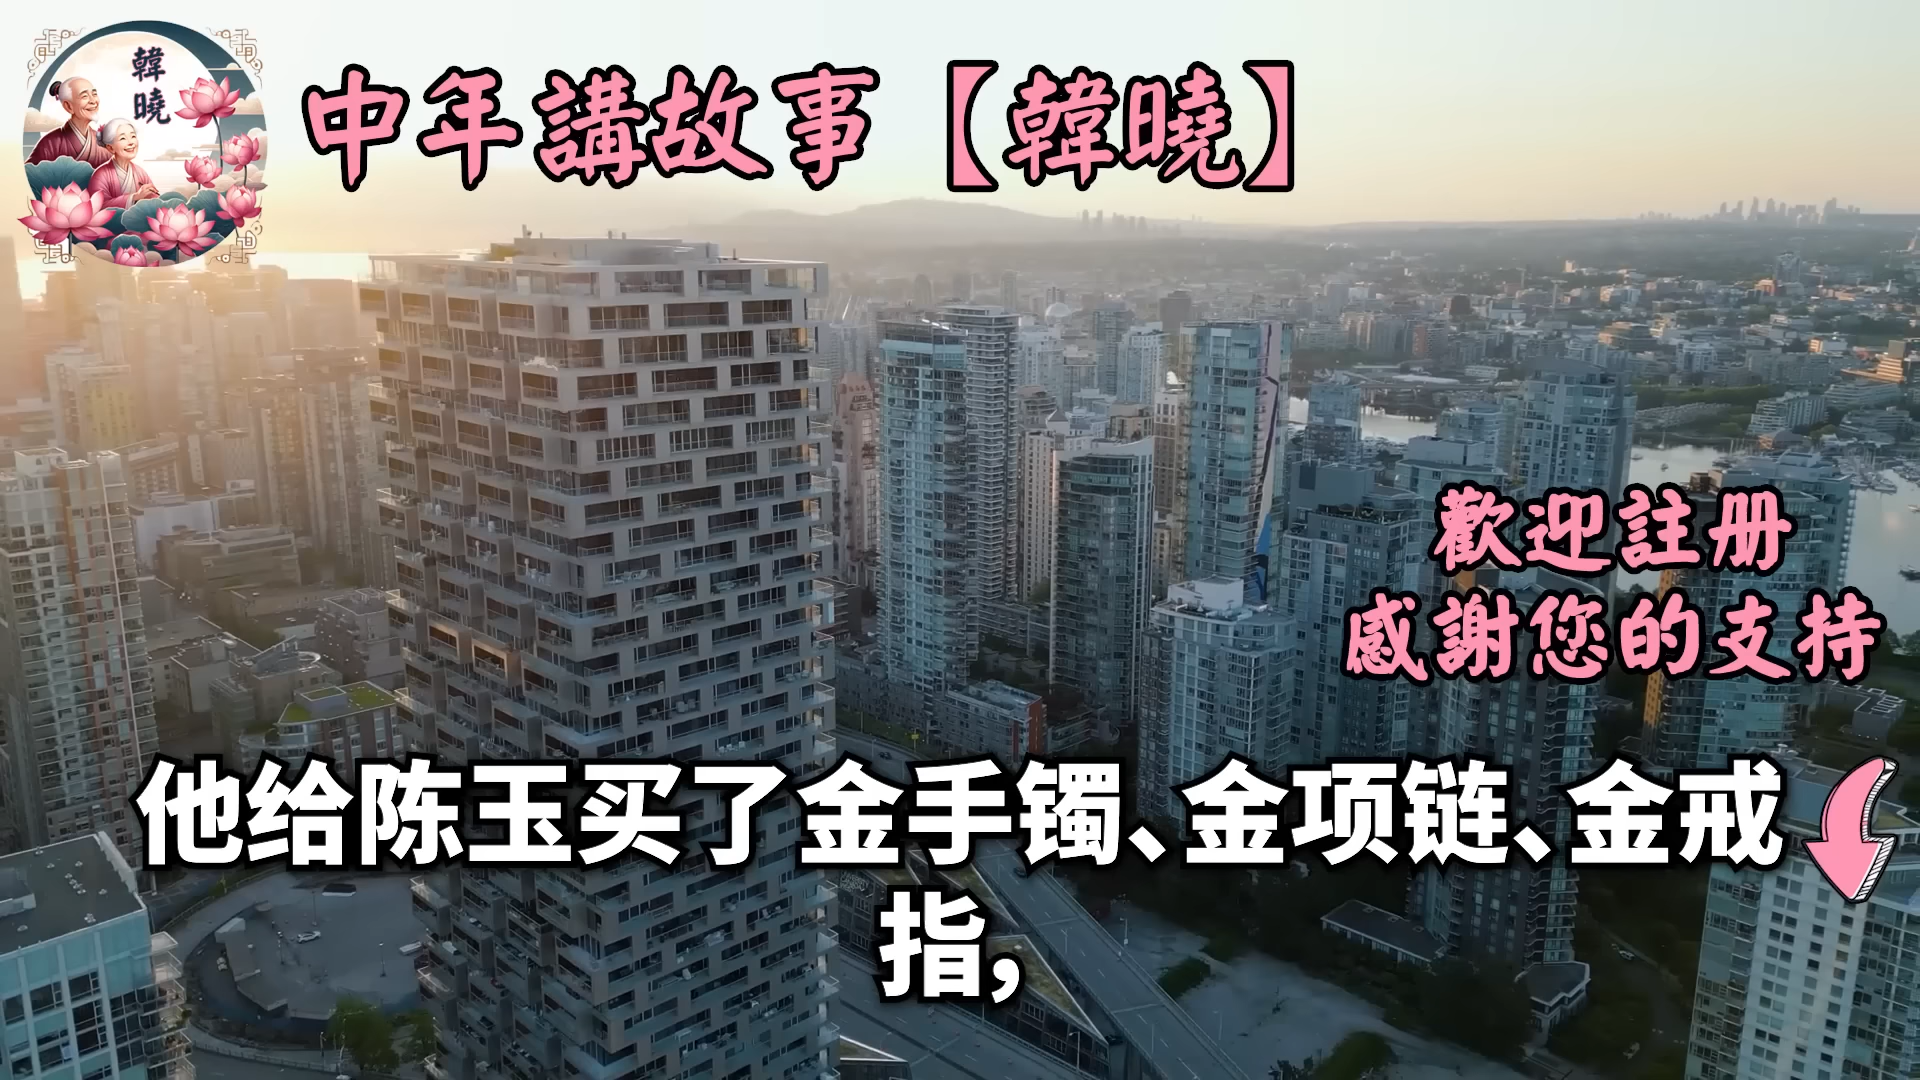 韓
曉
中年講故事【韓曉】
歡迎註册
感謝您的支持
他给陈玉买了金手镯、金项链、金戒
指,